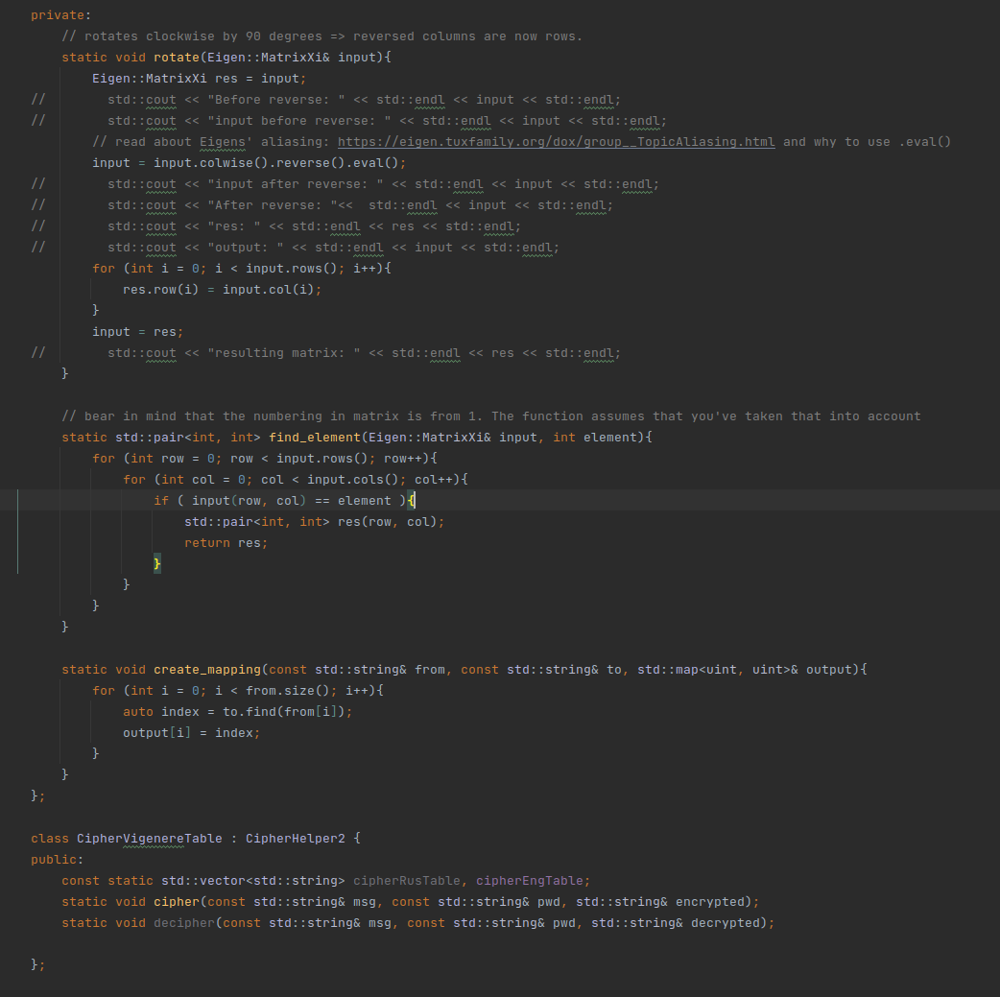 private:
    // rotates clockwise by 90 degrees => reversed columns are now rows.
    static void rotate(Eigen::MatrixXi& input){
        Eigen::MatrixXi res = input;
//        std::cout << "Before reverse: " << std::endl << input << std::endl;
//        std::cout << "input before reverse: " << std::endl << input << std::endl;
        // read about Eigens' aliasing: https://eigen.tuxfamily.org/dox/group__TopicAliasing.html and why to use .eval()
        input = input.colwise().reverse().eval();
//        std::cout << "input after reverse: " << std::endl << input << std::endl;
//        std::cout << "After reverse: "<<  std::endl << input << std::endl;
//        std::cout << "res: " << std::endl << res << std::endl;
//        std::cout << "output: " << std::endl << input << std::endl;
        for (int i = 0; i < input.rows(); i++){
            res.row(i) = input.col(i);
        }
        input = res;
//        std::cout << "resulting matrix: " << std::endl << res << std::endl;
    }

    // bear in mind that the numbering in matrix is from 1. The function assumes that you've taken that into account
    static std::pair<int, int> find_element(Eigen::MatrixXi& input, int element){
        for (int row = 0; row < input.rows(); row++){
            for (int col = 0; col < input.cols(); col++){
                if ( input(row, col) == element ){
                    std::pair<int, int> res(row, col);
                    return res;
                }
            }
        }
    }

    static void create_mapping(const std::string& from, const std::string& to, std::map<uint, uint>& output){
        for (int i = 0; i < from.size(); i++){
            auto index = to.find(from[i]);
            output[i] = index;
        }
    }
};

class CipherVigenereTable : CipherHelper2 {
public:
    const static std::vector<std::string> cipherRusTable, cipherEngTable;
    static void cipher(const std::string& msg, const std::string& pwd, std::string& encrypted);
    static void decipher(const std::string& msg, const std::string& pwd, std::string& decrypted);

};